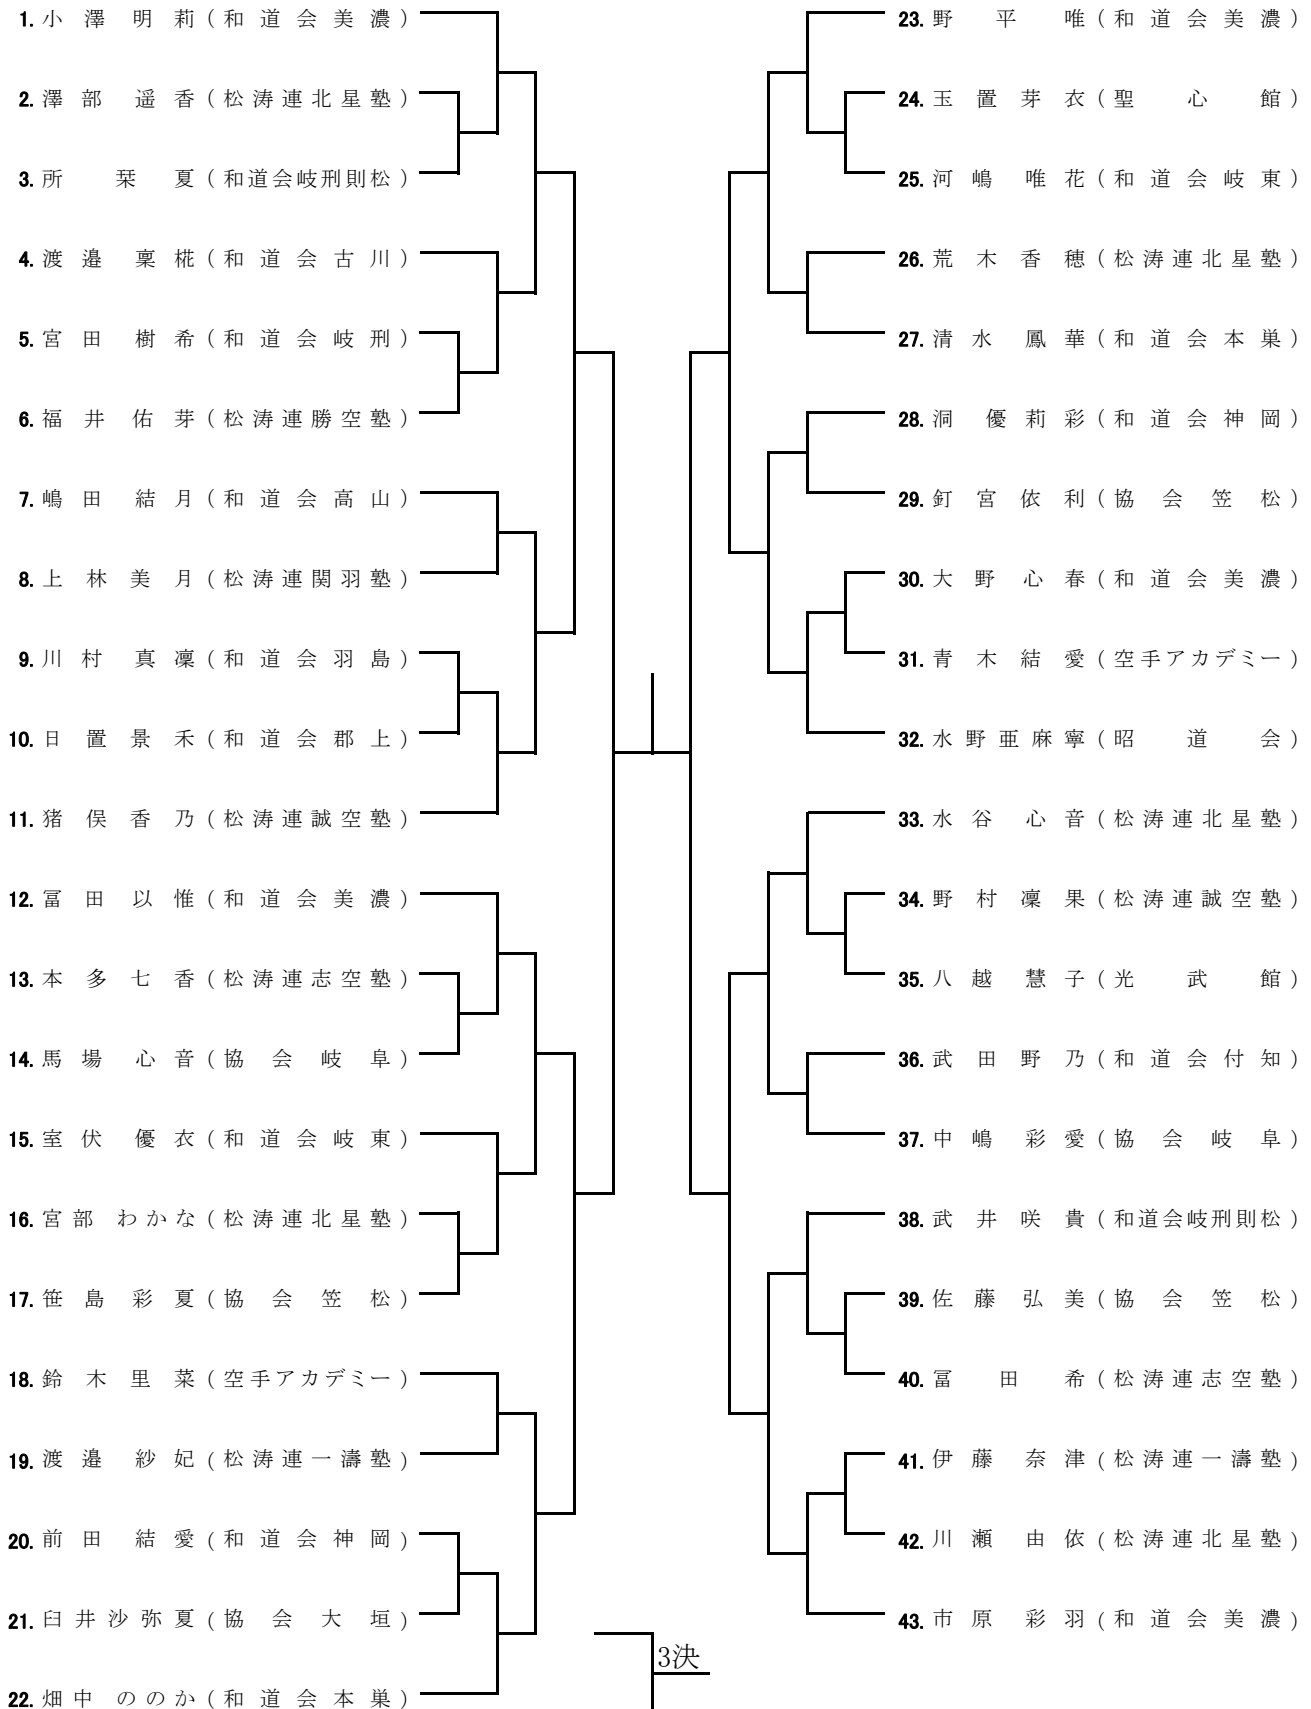 1. 小澤明莉(和道会美濃)
2. 澤部遥香(松涛連北星塾)
3. 所栞夏(和道会岐刑則松)
4. 渡邉稟椛(和道会古川)
5. 宮田樹希(和道会岐刑)
6. 福井佑芽(松涛連勝空塾)
7. 嶋田結月(和道会高山)
8. 上林美月(松涛連関羽塾)
9. 川村真凜(和道会羽島)
10. 日置景禾(和道会郡上)
11. 猪俣香乃(松涛連誠空塾)
12. 冨田以惟(和道会美濃)
13. 本多七香(松涛連志空塾)
14. 馬場心音(協会岐阜)
15. 室伏優衣(和道会岐東)
16. 宮部わかな(松涛連北星塾)
17. 笹島彩夏(協会笠松)
18. 鈴木里菜(空手アカデミー)
19. 渡邉紗妃(松涛連一濤塾)
20. 前田結愛(和道会神岡)
21. 臼井沙弥夏(協会大垣)
22. 畑中ののか(和道会本巣)
23. 野平唯(和道会美濃)
24. 玉置芽衣(聖心館)
25. 河嶋唯花(和道会岐東)
26. 荒木香穂(松涛連北星塾)
27. 清水鳳華(和道会本巣)
28. 洞優莉彩(和道会神岡)
29. 釘宮依利(協会笠松)
30. 大野心春(和道会美濃)
31. 青木結愛(空手アカデミー)
32. 水野亜麻寧(昭道会)
33. 水谷心音(松涛連北星塾)
34. 野村凜果(松涛連誠空塾)
35. 八越慧子(光武館)
36. 武田野乃(和道会付知)
37. 中嶋彩愛(協会岐阜)
38. 武井咲貴(和道会岐刑則松)
39. 佐藤弘美(協会笠松)
40. 冨田希(松涛連志空塾)
41. 伊藤奈津(松涛連一濤塾)
42. 川瀬由依(松涛連北星塾)
43. 市原彩羽(和道会美濃)
3決